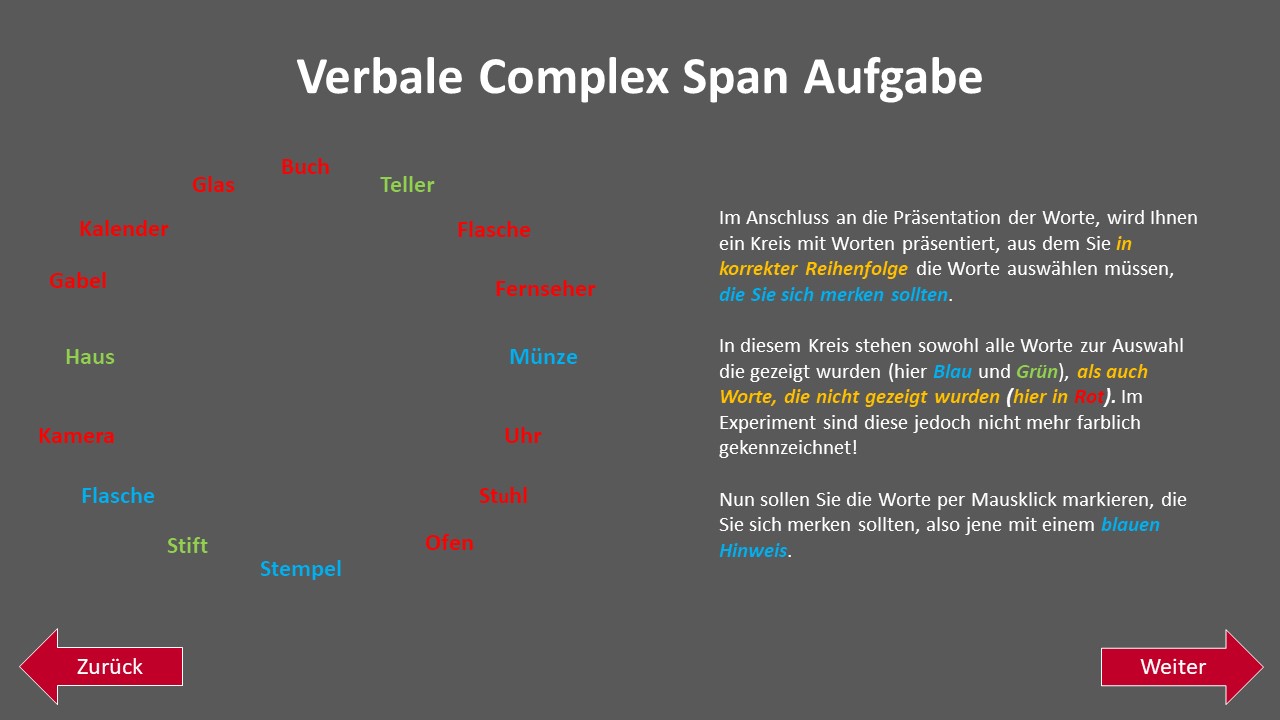 Verbale Complex Span Aufgabe
Buch
Glas
Teller
Kalender
Flasche
Gabel
Fernseher
Haus
Münze
Kamera
Uhr
Flasche
Stuhl
Stift
Ofen
Stempel
Im Anschluss an die Präsentation der Worte, wird Ihnen
ein Kreis mit Worten präsentiert, aus dem Sie in
korrekter Reihenfolge die Worte auswählen müssen,
die Sie sich merken sollten.
In diesem Kreis stehen sowohl alle Worte zur Auswahl
die gezeigt wurden (hier Blau und Grün), als auch
Worte, die nicht gezeigt wurden (hier in Rot). Im
Experiment sind diese jedoch nicht mehr farblich
gekennzeichnet!
Nun sollen Sie die Worte per Mausklick markieren, die
Sie sich merken sollten, also jene mit einem blauen
Hinweis.
Zurück
Weiter